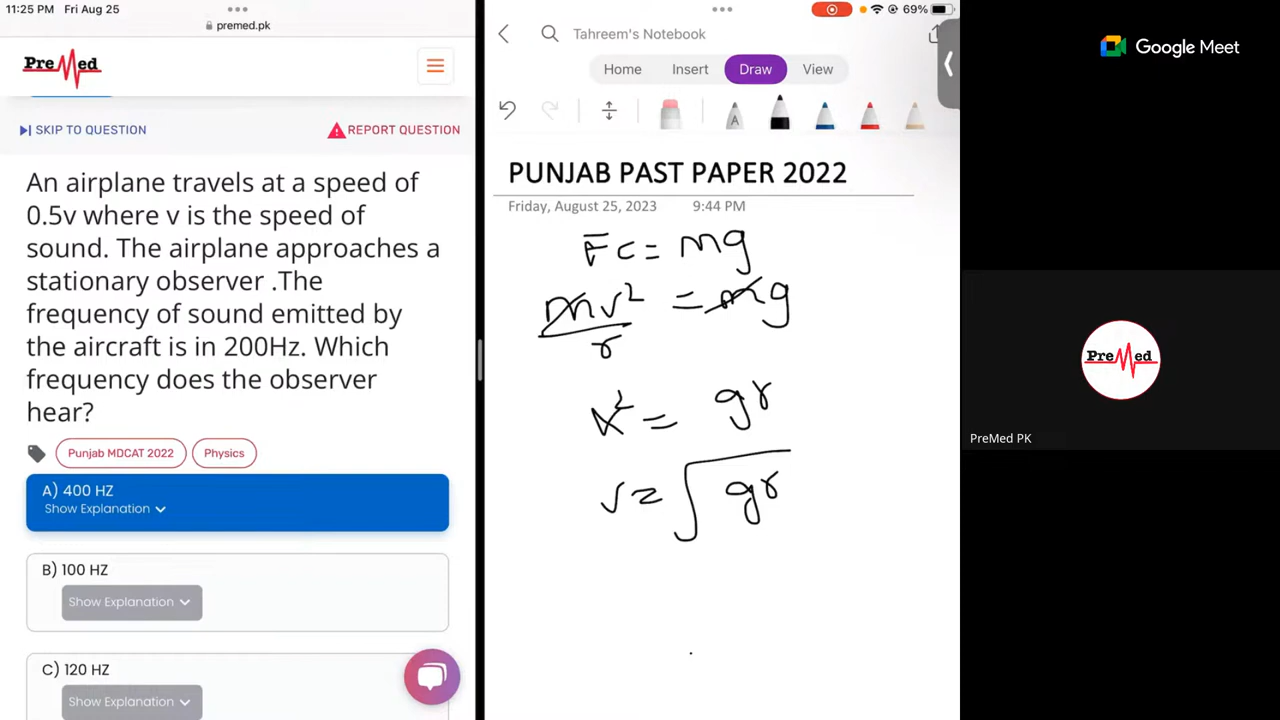 11:25 PM Fri Aug 25
premed.pk
PreMed
SKIP TO QUESTION
REPORT QUESTION
An airplane travels at a speed of
0.5v where v is the speed of
sound. The airplane approaches a
stationary observer .The
frequency of sound emitted by
the aircraft is in 200Hz. Which
frequency does the observer
hear?
Punjab MDCAT 2022
Physics
A) 400 HZ
Show Explanation
B) 100 HZ
Show Explanation
C) 120 HZ
Show Explanation
69%
Tahreem's Notebook
Home Insert Draw View
A
PUNJAB PAST PAPER 2022
Friday, August 25, 2023 9:44 PM
Fc = mg
mv²/r = mg
v² = gr
v = √gr
Google Meet
PreMed
PreMed PK